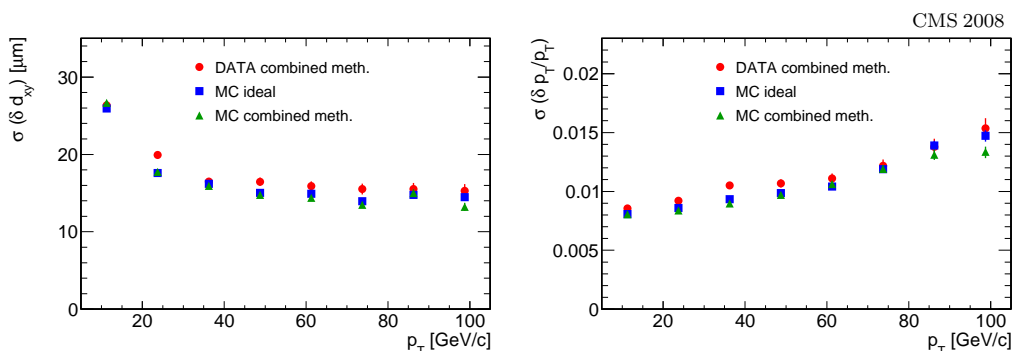 CMS 2008
σ (δ d_xy) [μm]
30
20
10
0
DATA combined meth.
MC ideal
MC combined meth.
20 40 60 80 100
p_T [GeV/c]
σ (δ p_T/p_T)
0.02
0.015
0.01
0.005
0
DATA combined meth.
MC ideal
MC combined meth.
20 40 60 80 100
p_T [GeV/c]